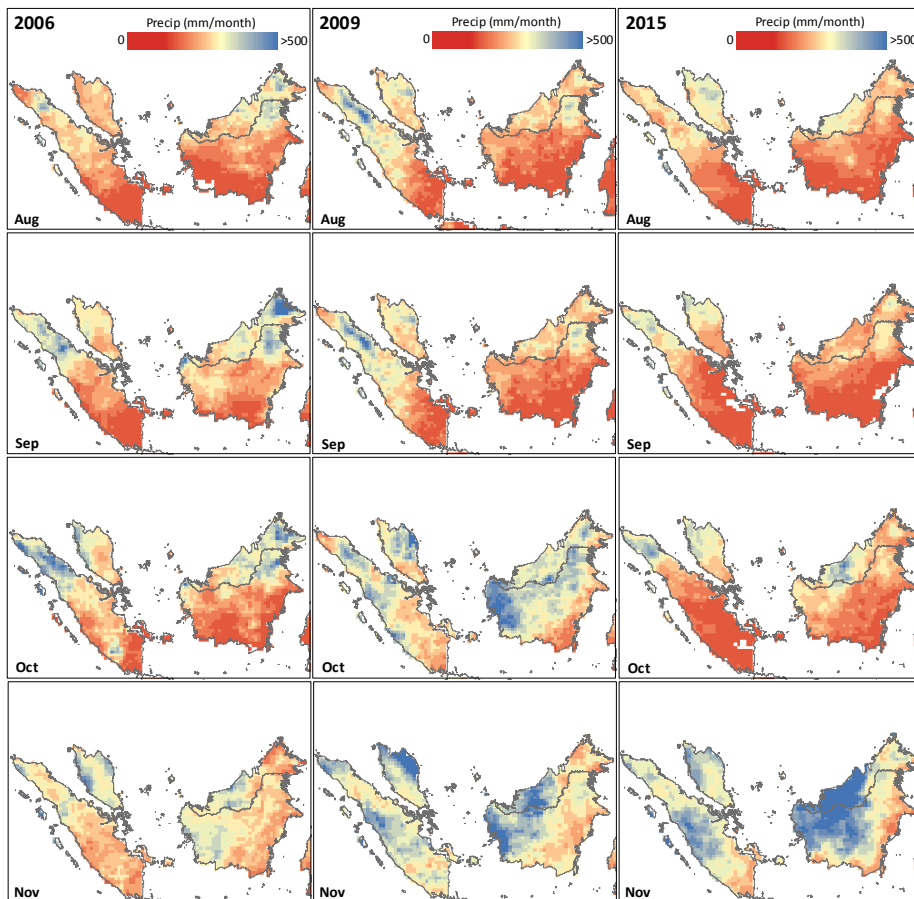 2006 Precip (mm/month)
0 >500
2009 Precip (mm/month)
0 >500
2015 Precip (mm/month)
0 >500
Aug Aug Aug
Sep Sep Sep
Oct Oct Oct
Nov Nov Nov